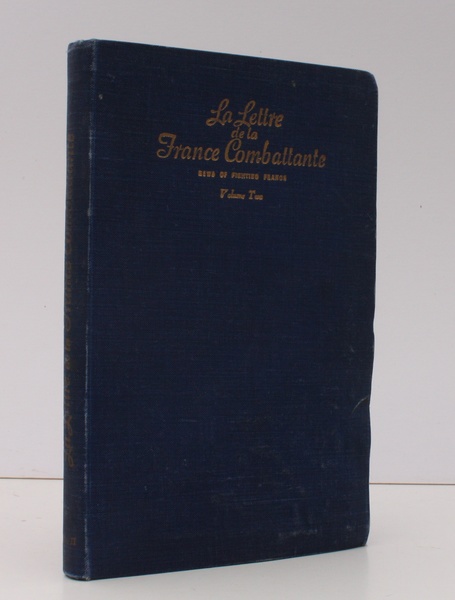 La Lettre
de la
France Combattante
NEWS OF FIGHTING FRANCE
Volume Two